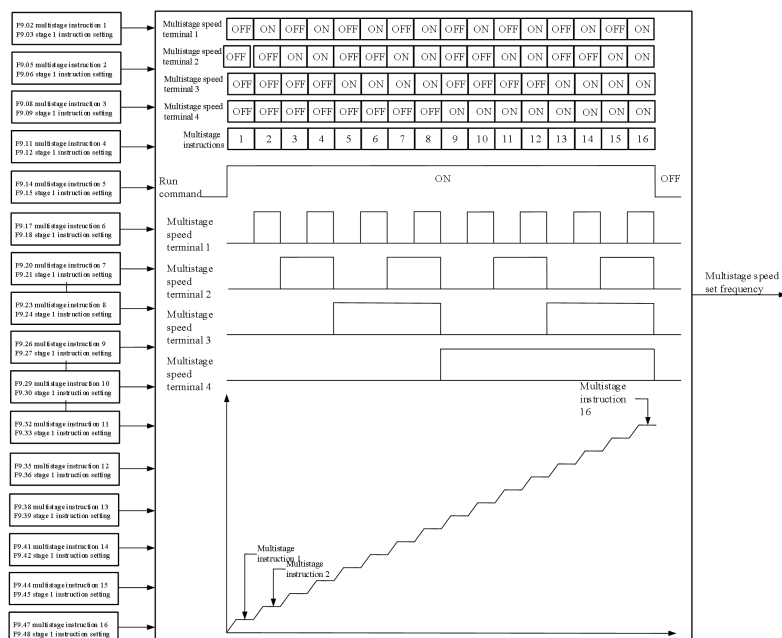 F9.02 multistage instruction 1
F9.03 stage 1 instruction setting
F9.05 multistage instruction 2
F9.06 stage 1 instruction setting
F9.08 multistage instruction 3
F9.09 stage 1 instruction setting
F9.11 multistage instruction 4
F9.12 stage 1 instruction setting
F9.14 multistage instruction 5
F9.15 stage 1 instruction setting
F9.17 multistage instruction 6
F9.18 stage 1 instruction setting
F9.20 multistage instruction 7
F9.21 stage 1 instruction setting
F9.23 multistage instruction 8
F9.24 stage 1 instruction setting
F9.26 multistage instruction 9
F9.27 stage 1 instruction setting
F9.29 multistage instruction 10
F9.30 stage 1 instruction setting
F9.32 multistage instruction 11
F9.33 stage 1 instruction setting
F9.35 multistage instruction 12
F9.36 stage 1 instruction setting
F9.38 multistage instruction 13
F9.39 stage 1 instruction setting
F9.41 multistage instruction 14
F9.42 stage 1 instruction setting
F9.44 multistage instruction 15
F9.45 stage 1 instruction setting
F9.47 multistage instruction 16
F9.48 stage 1 instruction setting
Multistage speed
terminal 1
OFF ON OFF ON OFF ON OFF ON OFF ON OFF ON OFF ON OFF ON
Multistage speed
terminal 2
OFF OFF ON ON OFF OFF ON ON OFF OFF ON ON OFF OFF ON ON
Multistage speed
terminal 3
OFF OFF OFF OFF ON ON ON ON OFF OFF OFF OFF ON ON ON ON
Multistage speed
terminal 4
OFF OFF OFF OFF OFF OFF OFF OFF ON ON ON ON ON ON ON ON
Multistage
instructions
1 2 3 4 5 6 7 8 9 10 11 12 13 14 15 16
Run
command
ON
OFF
Multistage
speed
terminal 1
Multistage
speed
terminal 2
Multistage
speed
terminal 3
Multistage
speed
terminal 4
Multistage
instruction
16
Multistage
instruction 1
Multistage
instruction 2
Multistage speed
set frequency